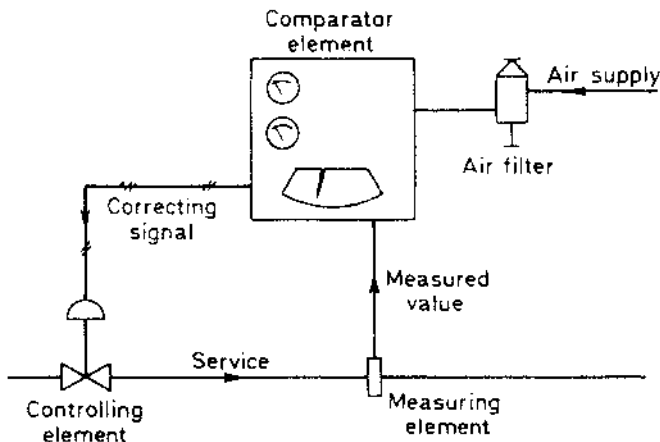 Comparator
element
Air supply
Air filter
Correcting
signal
Measured
value
Service
Controlling
element
Measuring
element